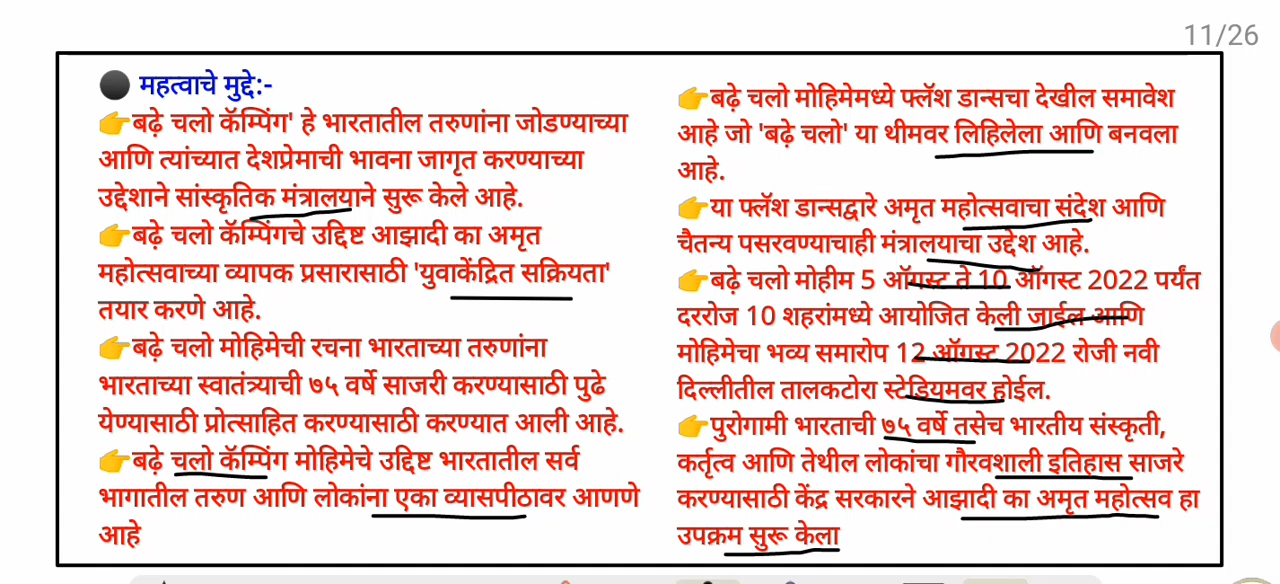 11/26
महत्वाचे मुद्दे:-
👉बढ़े चलो कॅम्पिंग' हे भारतातील तरुणांना जोडण्याच्या
आणि त्यांच्यात देशप्रेमाची भावना जागृत करण्याच्या
उद्देशाने सांस्कृतिक मंत्रालयाने सुरू केले आहे.
👉बढ़े चलो कॅम्पिंगचे उद्दिष्ट आझादी का अमृत
महोत्सवाच्या व्यापक प्रसारासाठी 'युवाकेंद्रित सक्रियता'
तयार करणे आहे.
👉बढ़े चलो मोहिमेची रचना भारताच्या तरुणांना
भारताच्या स्वातंत्र्याची ७५ वर्षे साजरी करण्यासाठी पुढे
येण्यासाठी प्रोत्साहित करण्यासाठी करण्यात आली आहे.
👉बढ़े चलो कॅम्पिंग मोहिमेचे उद्दिष्ट भारतातील सर्व
भागातील तरुण आणि लोकांना एका व्यासपीठावर आणणे
आहे
👉बढ़े चलो मोहिमेमध्ये फ्लॅश डान्सचा देखील समावेश
आहे जो 'बढ़े चलो' या थीमवर लिहिलेला आणि बनवला
आहे.
👉या फ्लॅश डान्सद्वारे अमृत महोत्सवाचा संदेश आणि
चैतन्य पसरवण्याचाही मंत्रालयाचा उद्देश आहे.
👉बढ़े चलो मोहीम 5 ऑगस्ट ते 10 ऑगस्ट 2022 पर्यंत
दररोज 10 शहरांमध्ये आयोजित केली जाईल आणि
मोहिमेचा भव्य समारोप 12 ऑगस्ट 2022 रोजी नवी
दिल्लीतील तालकटोरा स्टेडियमवर होईल.
👉पुरोगामी भारताची ७५ वर्षे तसेच भारतीय संस्कृती,
कर्तृत्व आणि तेथील लोकांचा गौरवशाली इतिहास साजरे
करण्यासाठी केंद्र सरकारने आझादी का अमृत महोत्सव हा
उपक्रम सुरू केला